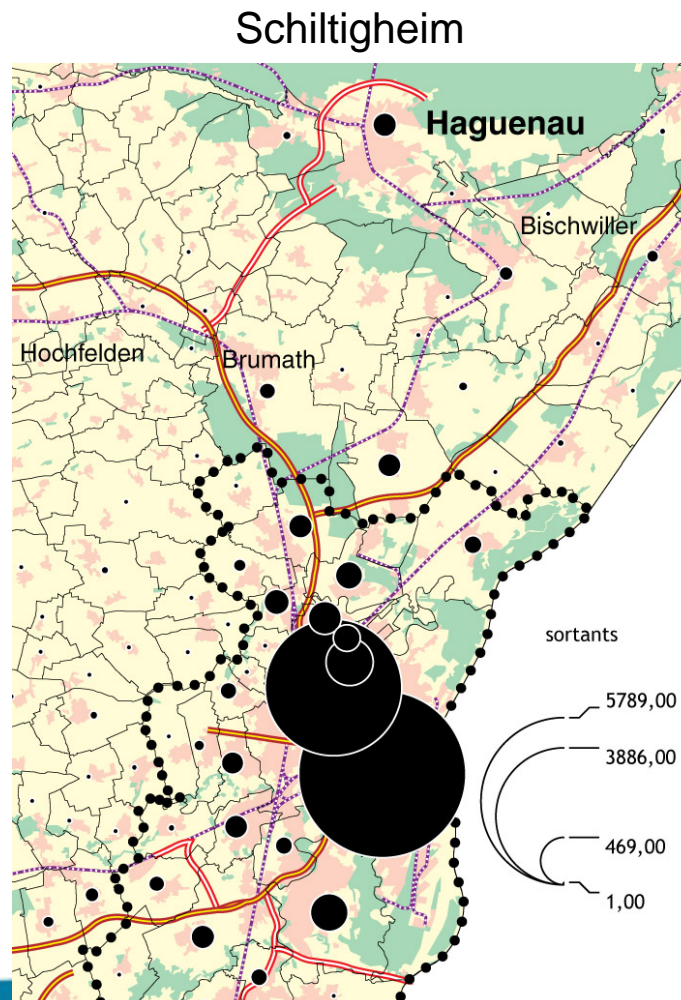 Schiltigheim
Haguenau
Bischwiller
Hochfelden
Brumath
sortants
5789,00
3886,00
469,00
1,00